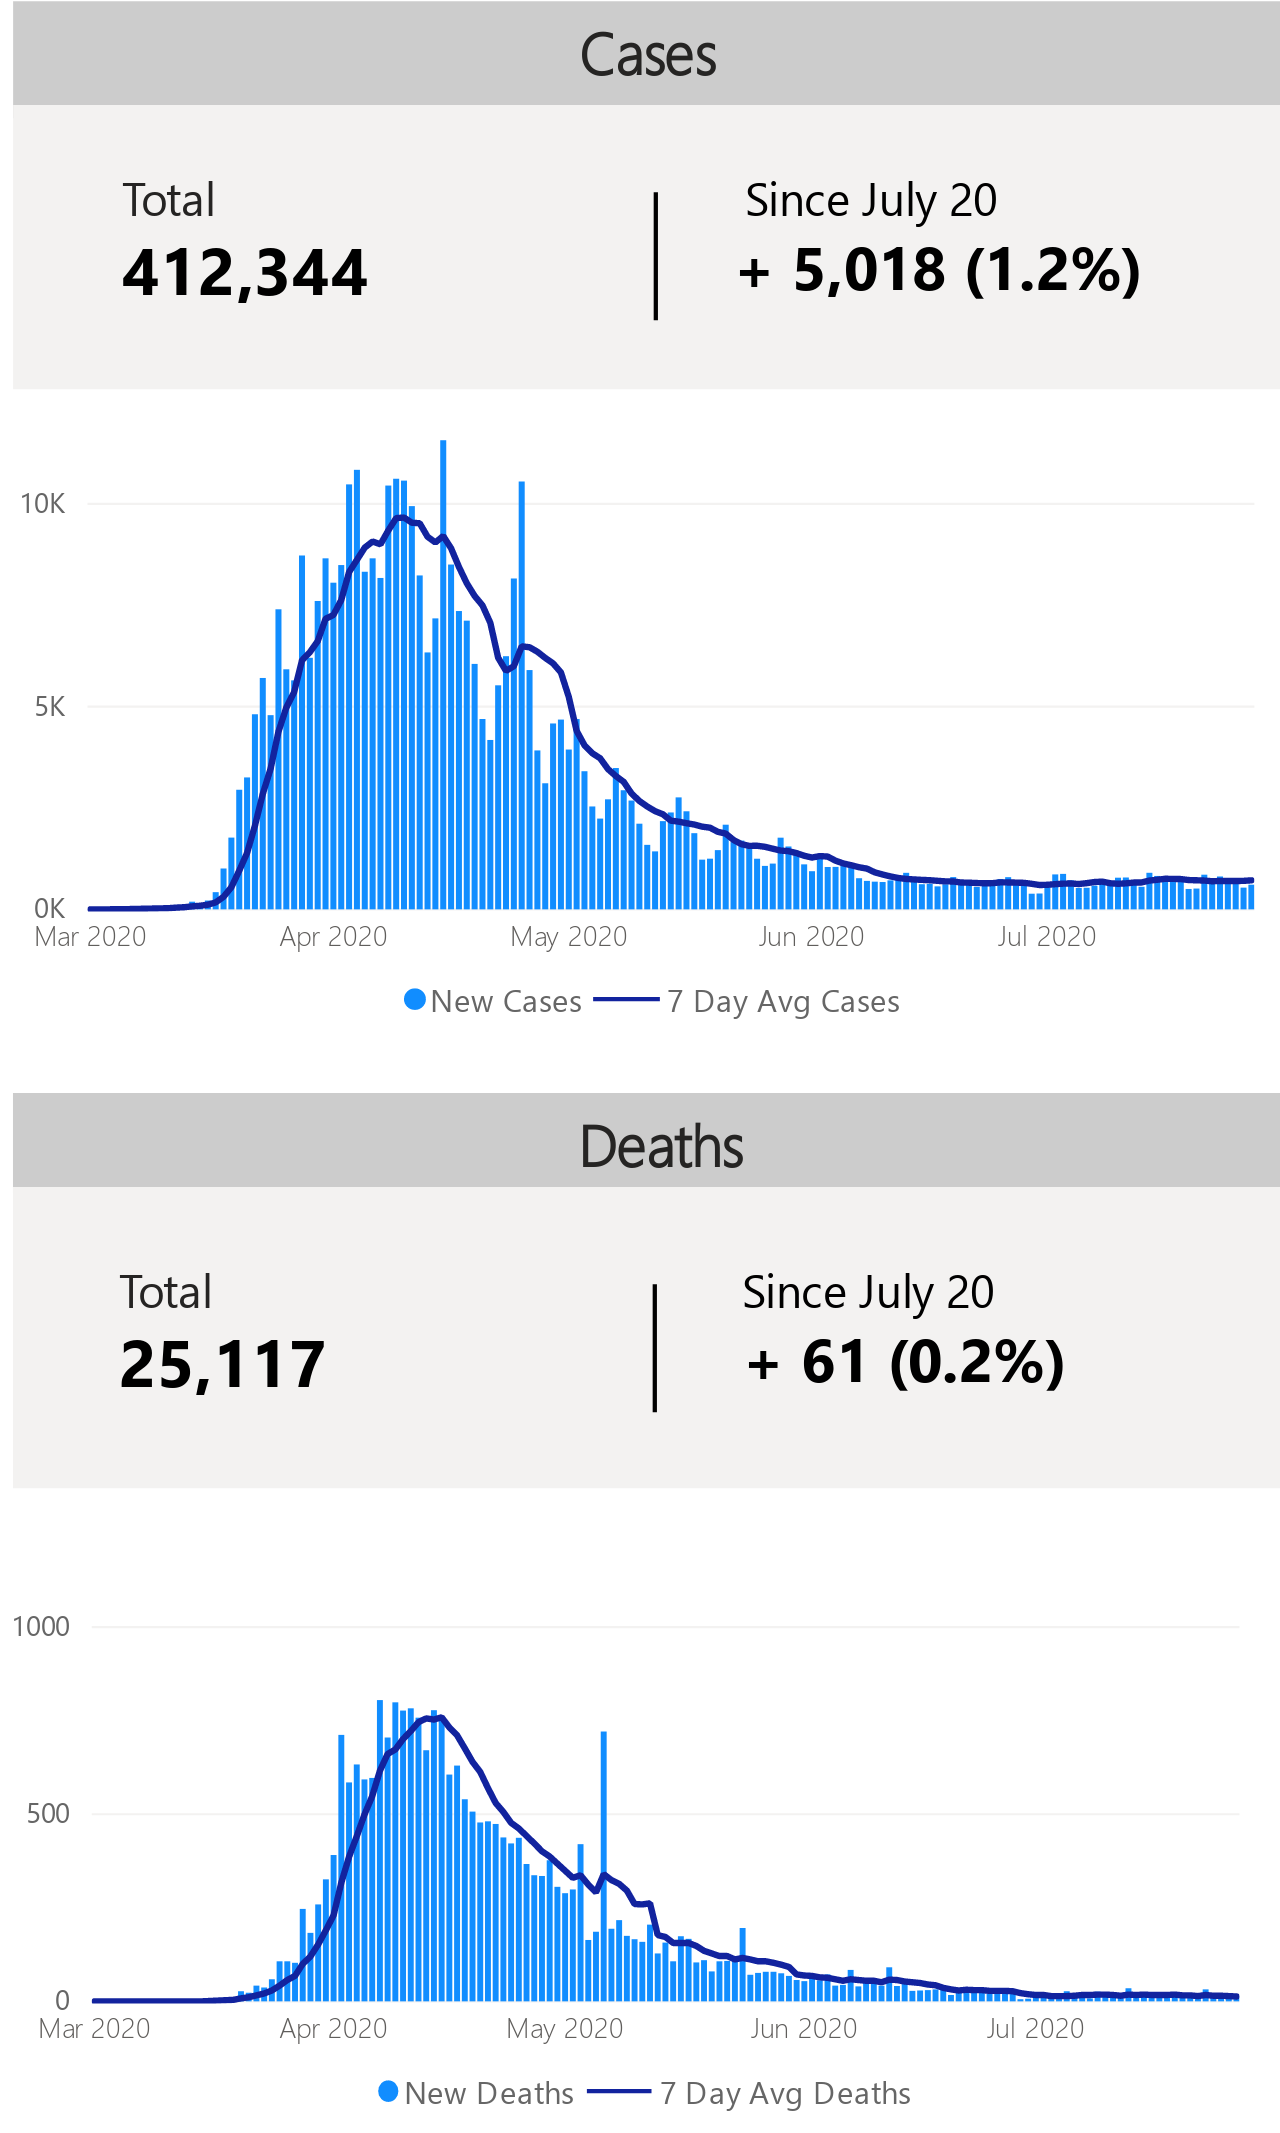 Cases
Total
Since July 20
412,344
+ 5,018 (1.2%)
10K
5K
0K
Mar 2020
Apr 2020
May 2020
Jun 2020
Jul 2020
New Cases
7 Day Avg Cases
Deaths
Total
Since July 20
25,117
+ 61 (0.2%)
1000
500
0
Mar 2020
Apr 2020
May 2020
Jun 2020
Jul 2020
New Deaths
7 Day Avg Deaths